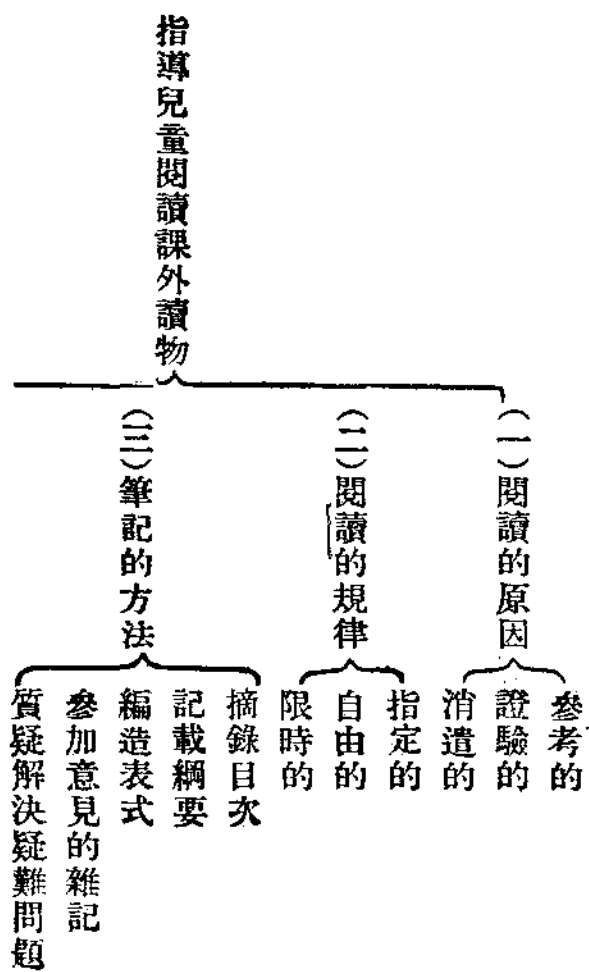 指導兒童閱讀課外讀物
（一）閱讀的原因
參考的
證驗的
消遣的
（二）閱讀的規律
指定的
自由的
限時的
（三）筆記的方法
摘錄目次
記載綱要
編造表式
參加意見的雜記
質疑解決疑難問題